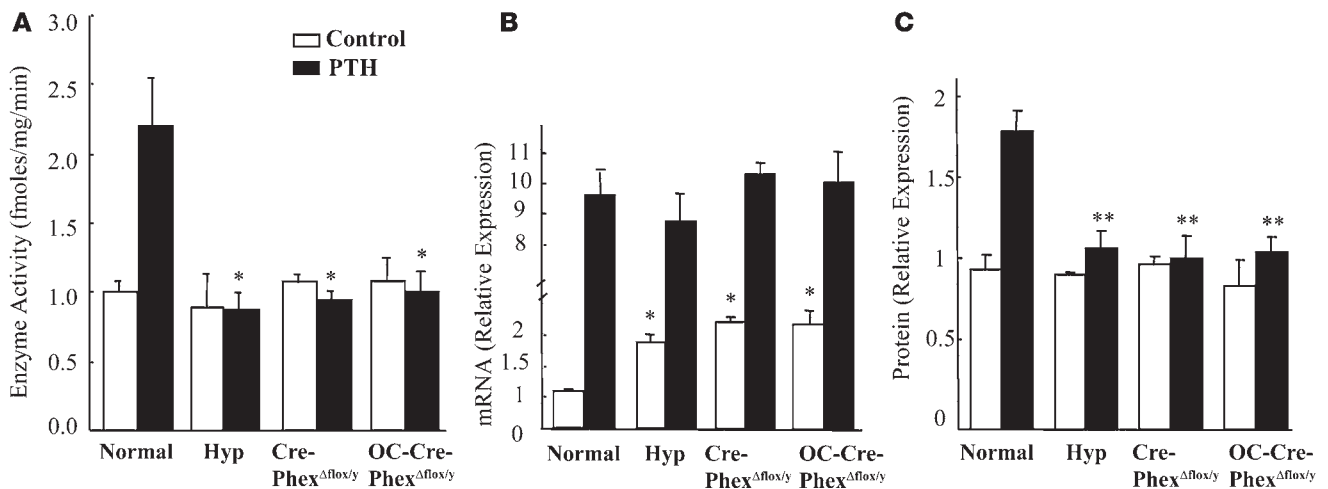 A
Enzyme Activity (fmoles/mg/min)
3.0
2.5
2.0
1.5
1.0
0.5
0.0
Control
PTH
*
*
*
Normal
Hyp
Cre-
Phex^Δflox/y
OC-Cre-
Phex^Δflox/y
B
mRNA (Relative Expression)
11
10
9
8
2
1.5
1
0
*
*
*
Normal
Hyp
Cre-
Phex^Δflox/y
OC-Cre-
Phex^Δflox/y
C
Protein (Relative Expression)
2
1.5
1
0.5
0
**
**
**
Normal
Hyp
Cre-
Phex^Δflox/y
OC-Cre-
Phex^Δflox/y